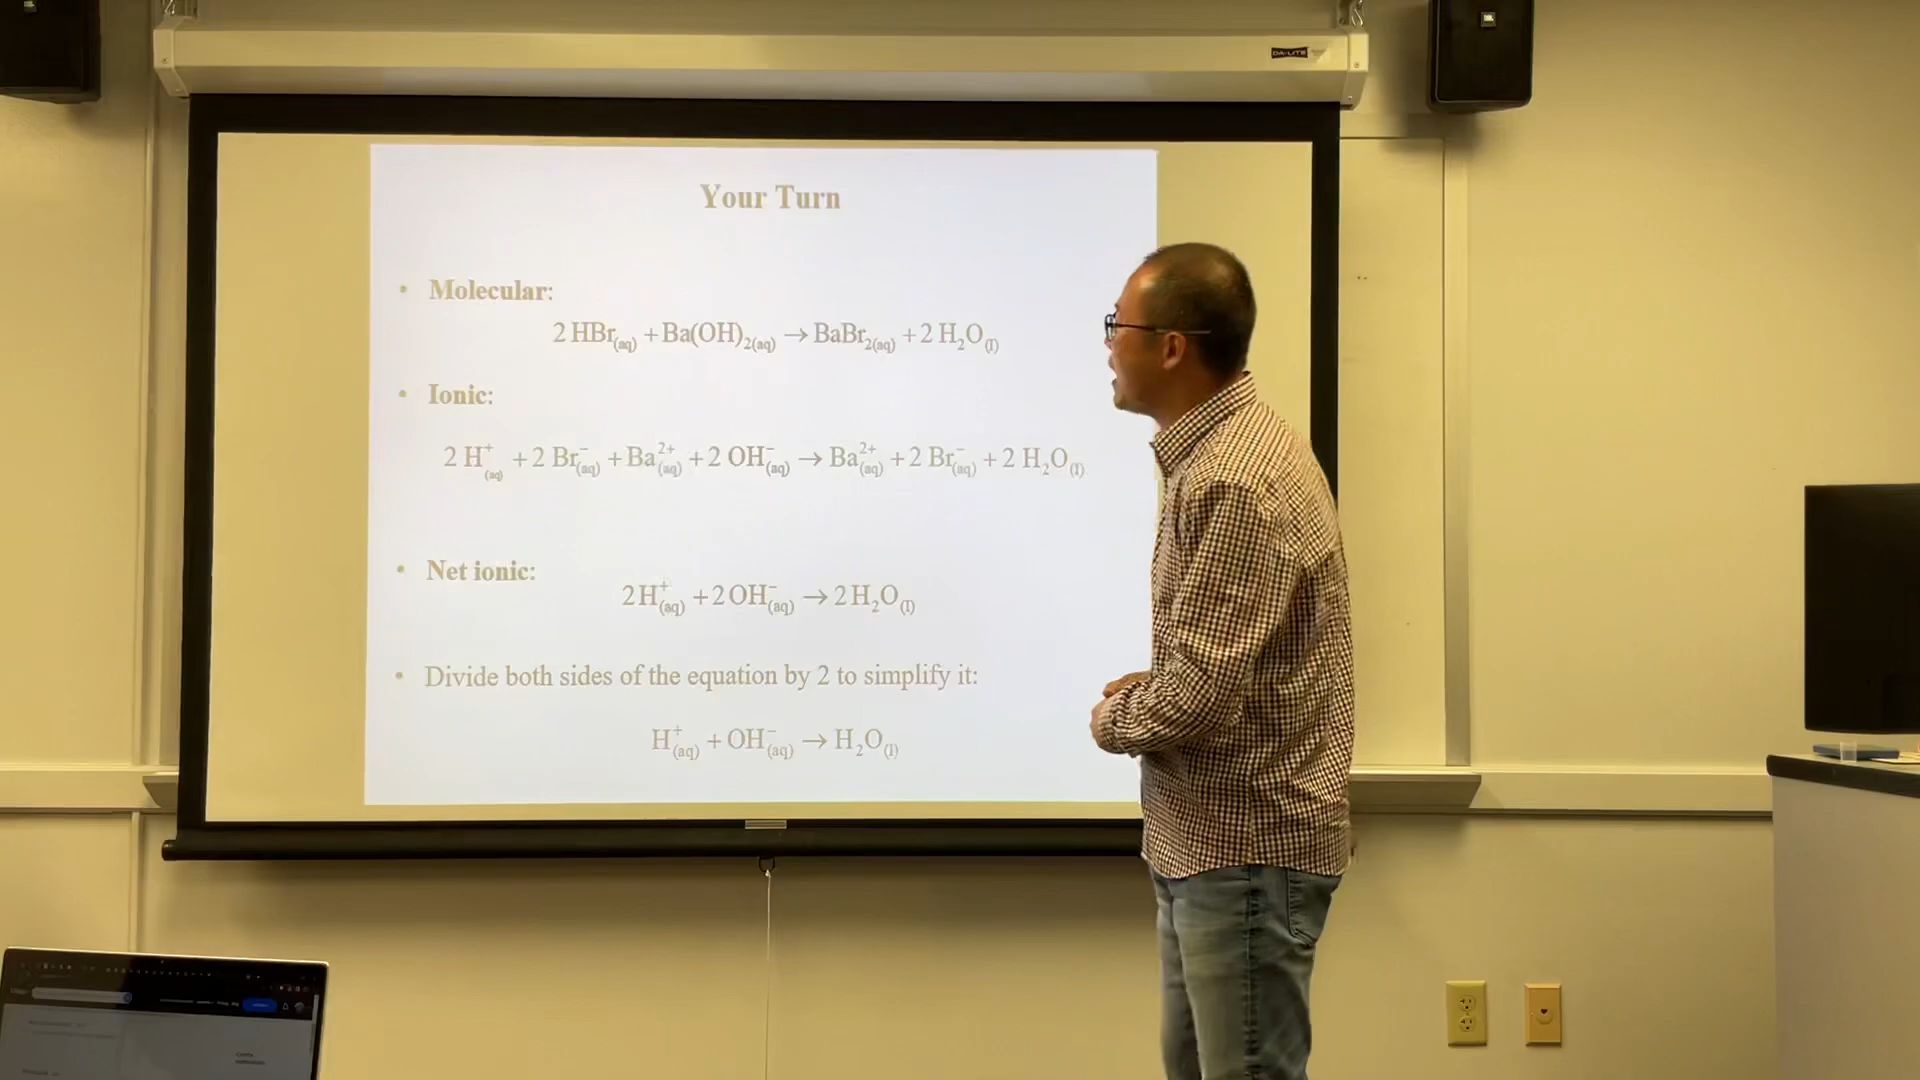 DA-LITE
Your Turn
• Molecular:
2 HBr(aq) + Ba(OH)2(aq) → BaBr2(aq) + 2 H2O(l)
• Ionic:
2 H+(aq) + 2 Br−(aq) + Ba2+(aq) + 2 OH−(aq) → Ba2+(aq) + 2 Br−(aq) + 2 H2O(l)
• Net ionic:
2H+(aq) + 2OH−(aq) → 2H2O(l)
• Divide both sides of the equation by 2 to simplify it:
H+(aq) + OH−(aq) → H2O(l)